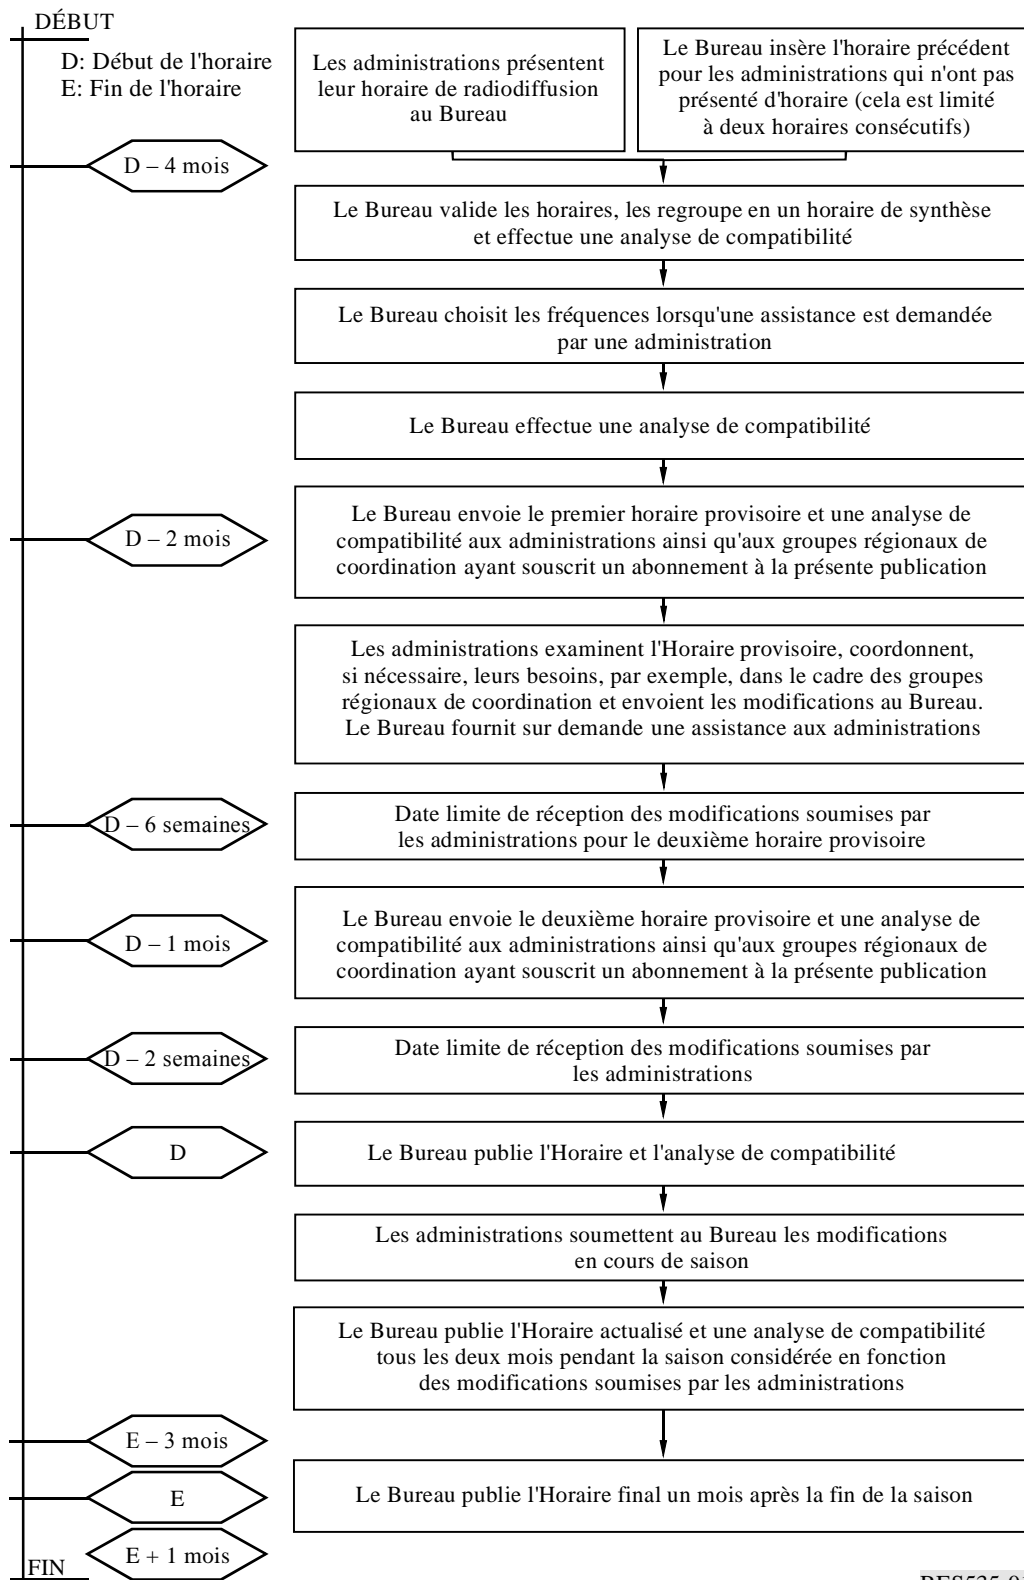 DÉBUT
D: Début de l'horaire
E: Fin de l'horaire
Les administrations présentent
leur horaire de radiodiffusion
au Bureau
Le Bureau insère l'horaire précédent
pour les administrations qui n'ont pas
présenté d'horaire (cela est limité
à deux horaires consécutifs)
D – 4 mois
Le Bureau valide les horaires, les regroupe en un horaire de synthèse
et effectue une analyse de compatibilité
Le Bureau choisit les fréquences lorsqu'une assistance est demandée
par une administration
Le Bureau effectue une analyse de compatibilité
D – 2 mois
Le Bureau envoie le premier horaire provisoire et une analyse de
compatibilité aux administrations ainsi qu'aux groupes régionaux de
coordination ayant souscrit un abonnement à la présente publication
Les administrations examinent l'Horaire provisoire, coordonnent,
si nécessaire, leurs besoins, par exemple, dans le cadre des groupes
régionaux de coordination et envoient les modifications au Bureau.
Le Bureau fournit sur demande une assistance aux administrations
D – 6 semaines
Date limite de réception des modifications soumises par
les administrations pour le deuxième horaire provisoire
D – 1 mois
Le Bureau envoie le deuxième horaire provisoire et une analyse de
compatibilité aux administrations ainsi qu'aux groupes régionaux de
coordination ayant souscrit un abonnement à la présente publication
D – 2 semaines
Date limite de réception des modifications soumises par
les administrations
D
Le Bureau publie l'Horaire et l'analyse de compatibilité
Les administrations soumettent au Bureau les modifications
en cours de saison
Le Bureau publie l'Horaire actualisé et une analyse de compatibilité
tous les deux mois pendant la saison considérée en fonction
des modifications soumises par les administrations
E – 3 mois
E
Le Bureau publie l'Horaire final un mois après la fin de la saison
E + 1 mois
FIN